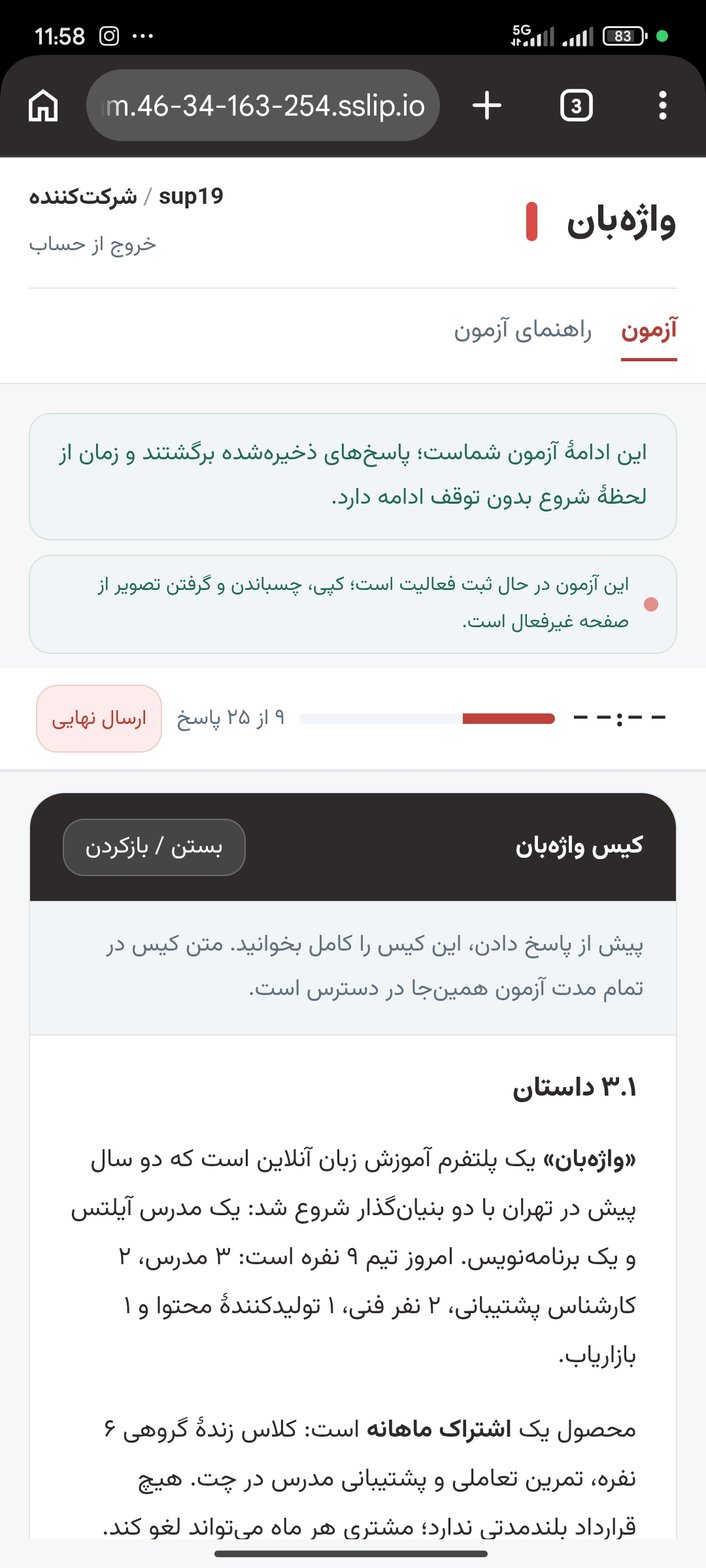 11:58
5G
83
m.46-34-163-254.sslip.io
3
واژه‌بان
sup19 / شرکت‌کننده
خروج از حساب
آزمون
راهنمای آزمون
این ادامهٔ آزمون شماست؛ پاسخ‌های ذخیره‌شده برگشتند و زمان از
لحظهٔ شروع بدون توقف ادامه دارد.
این آزمون در حال ثبت فعالیت است؛ کپی، چسباندن و گرفتن تصویر از
صفحه غیرفعال است.
--:--
۹ از ۲۵ پاسخ
ارسال نهایی
کیس واژه‌بان
بستن / بازکردن
پیش از پاسخ دادن، این کیس را کامل بخوانید. متن کیس در
تمام مدت آزمون همین‌جا در دسترس است.
۳.۱ داستان
«واژه‌بان» یک پلتفرم آموزش زبان آنلاین است که دو سال
پیش در تهران با دو بنیان‌گذار شروع شد: یک مدرس آیلتس
و یک برنامه‌نویس. امروز تیم ۹ نفره است: ۳ مدرس، ۲
کارشناس پشتیبانی، ۲ نفر فنی، ۱ تولیدکنندهٔ محتوا و ۱
بازاریاب.
محصول یک اشتراک ماهانه است: کلاس زندهٔ گروهی ۶
نفره، تمرین تعاملی و پشتیبانی مدرس در چت. هیچ
قرارداد بلندمدتی ندارد؛ مشتری هر ماه می‌تواند لغو کند.